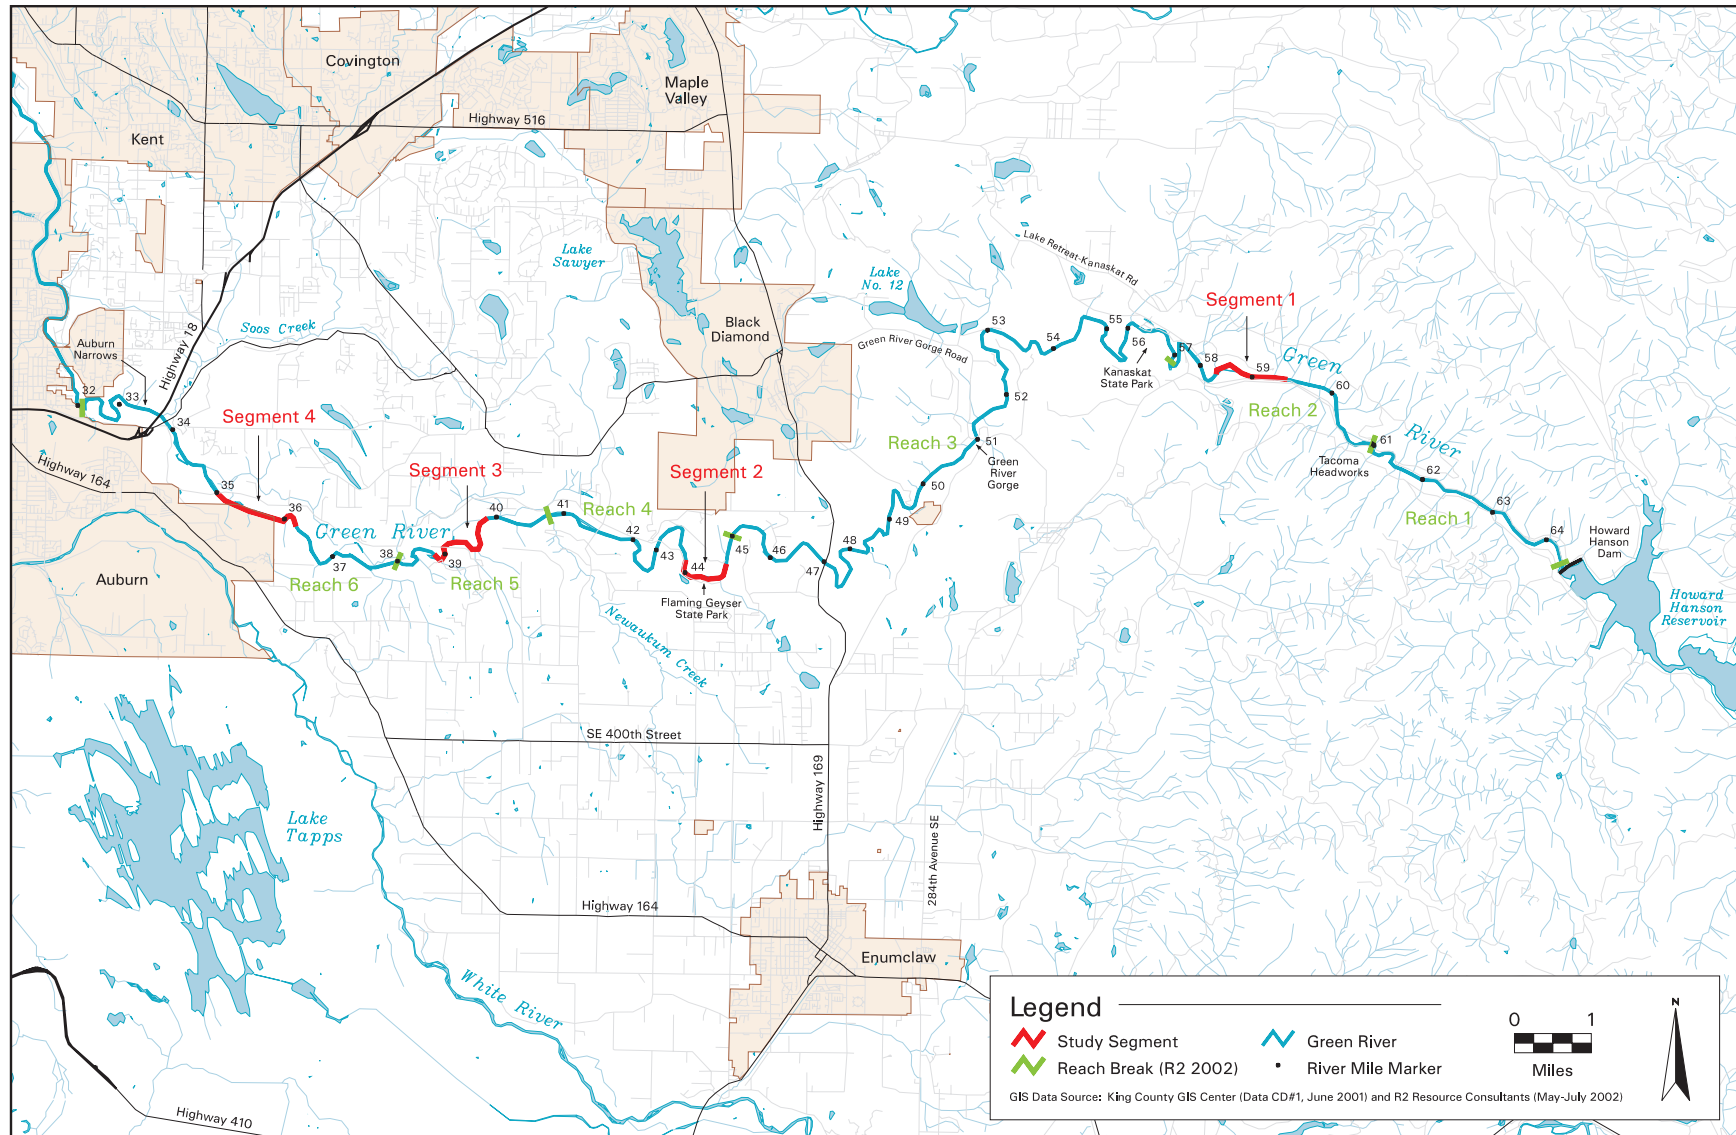 Covington
Maple
Valley
Highway 516
Kent
Lake
Sawyer
Lake Retreat-Kanaskat Rd
Lake
No. 12
Segment 1
Soos Creek
Highway 18
Auburn
Narrows
Black
Diamond
Green River Gorge Road
53
54
55
56
57
58
59
60
Green
Kanaskat
State Park
Reach 2
32
33
34
Segment 4
52
Reach 3
51
River
61
Green
River
Gorge
Tacoma
Headworks
62
Highway 164
Segment 3
Segment 2
35
36
50
63
Reach 1
40
41
Reach 4
49
Green River
42
64
Howard
Hanson
Dam
37
38
39
43
44
45
46
47
48
Auburn
Reach 6
Reach 5
Flaming Geyser
State Park
Howard
Hanson
Reservoir
Newaukum Creek
SE 400th Street
Highway 169
284th Avenue SE
Lake
Tapps
Highway 164
Enumclaw
White River
Highway 410
Legend
Study Segment
Reach Break (R2 2002)
Green River
River Mile Marker
0 1
Miles
N
GIS Data Source: King County GIS Center (Data CD#1, June 2001) and R2 Resource Consultants (May-July 2002)